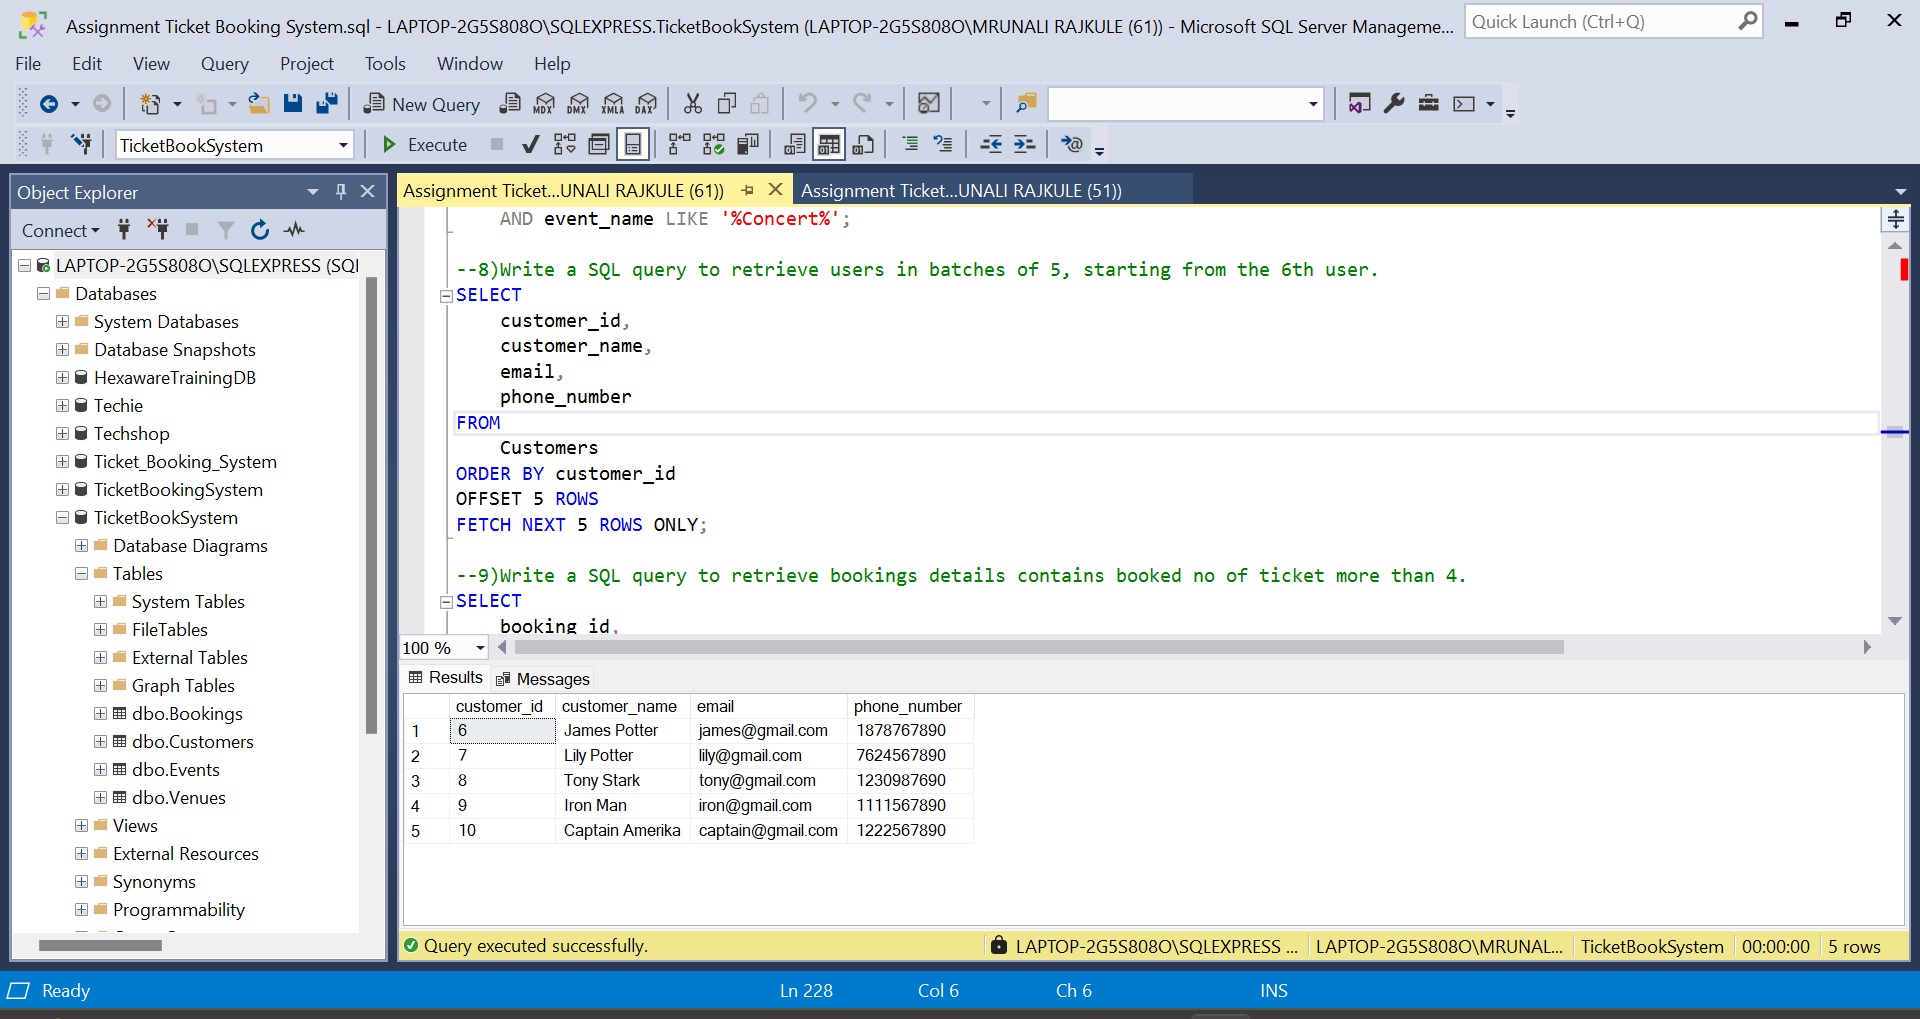 Assignment Ticket Booking System.sql - LAPTOP-2G5S808O\SQLEXPRESS.TicketBookSystem (LAPTOP-2G5S808O\MRUNALI RAJKULE (61)) - Microsoft SQL Server Manageme...
Quick Launch (Ctrl+Q)
File Edit View Query Project Tools Window Help
New Query MDX DMX XMLA DAX
TicketBookSystem
Execute
Object Explorer
Connect
LAPTOP-2G5S808O\SQLEXPRESS (SQl
Databases
System Databases
Database Snapshots
HexawareTrainingDB
Techie
Techshop
Ticket_Booking_System
TicketBookingSystem
TicketBookSystem
Database Diagrams
Tables
System Tables
FileTables
External Tables
Graph Tables
dbo.Bookings
dbo.Customers
dbo.Events
dbo.Venues
Views
External Resources
Synonyms
Programmability
Assignment Ticket...UNALI RAJKULE (61))
Assignment Ticket...UNALI RAJKULE (51))
AND event_name LIKE '%Concert%';
--8)Write a SQL query to retrieve users in batches of 5, starting from the 6th user.
SELECT
customer_id,
customer_name,
email,
phone_number
FROM
Customers
ORDER BY customer_id
OFFSET 5 ROWS
FETCH NEXT 5 ROWS ONLY;
--9)Write a SQL query to retrieve bookings details contains booked no of ticket more than 4.
SELECT
booking_id,
100 %
Results Messages
customer_id customer_name email phone_number
1 6 James Potter james@gmail.com 1878767890
2 7 Lily Potter lily@gmail.com 7624567890
3 8 Tony Stark tony@gmail.com 1230987690
4 9 Iron Man iron@gmail.com 1111567890
5 10 Captain Amerika captain@gmail.com 1222567890
Query executed successfully.
LAPTOP-2G5S808O\SQLEXPRESS ... LAPTOP-2G5S808O\MRUNAL... TicketBookSystem 00:00:00 5 rows
Ready Ln 228 Col 6 Ch 6 INS